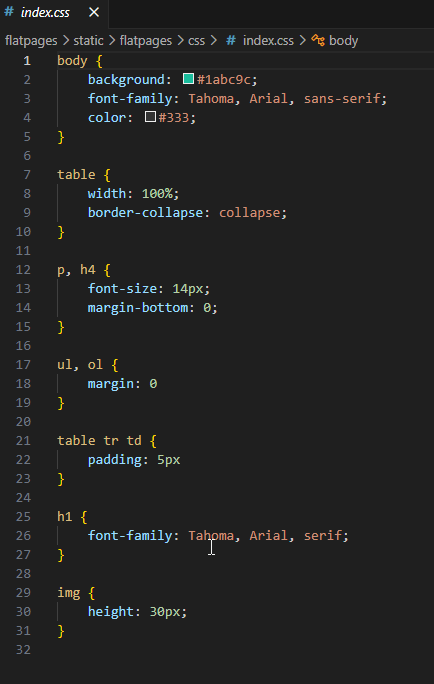 # index.css ×
flatpages > static > flatpages > css > # index.css > body
1 body {
2     background: #1abc9c;
3     font-family: Tahoma, Arial, sans-serif;
4     color: #333;
5 }
6
7 table {
8     width: 100%;
9     border-collapse: collapse;
10 }
11
12 p, h4 {
13     font-size: 14px;
14     margin-bottom: 0;
15 }
16
17 ul, ol {
18     margin: 0
19 }
20
21 table tr td {
22     padding: 5px
23 }
24
25 h1 {
26     font-family: Tahoma, Arial, serif;
27 }
28
29 img {
30     height: 30px;
31 }
32